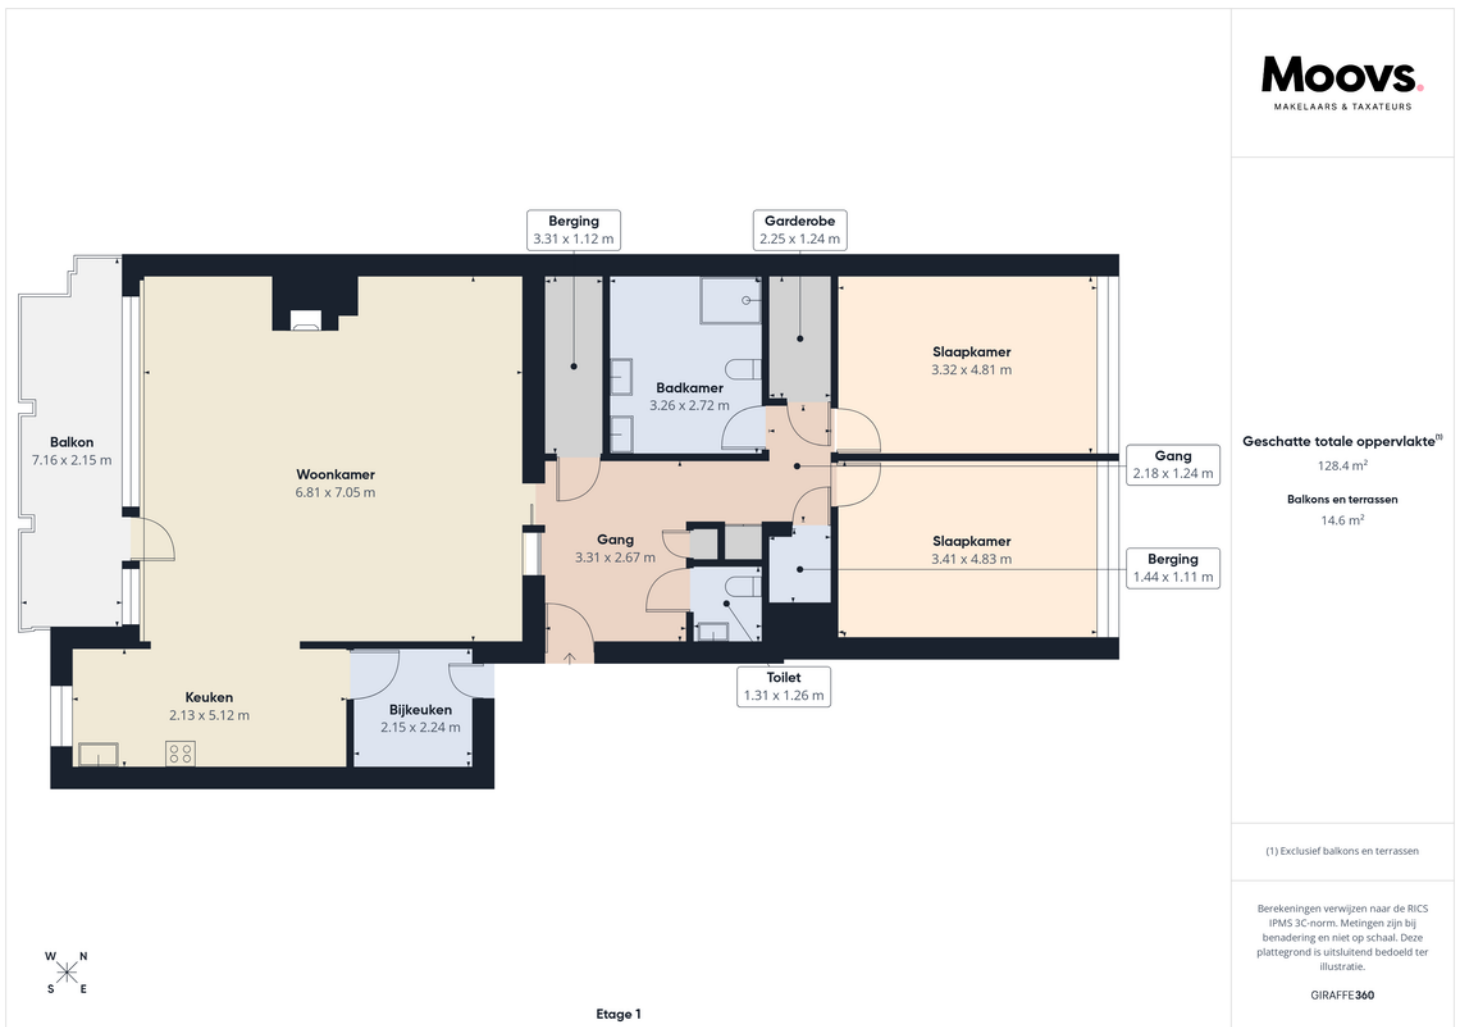 Moovs.
MAKELAARS & TAXATEURS
Berging
3.31 x 1.12 m
Garderobe
2.25 x 1.24 m
Slaapkamer
3.32 x 4.81 m
Badkamer
3.26 x 2.72 m
Balkon
7.16 x 2.15 m
Woonkamer
6.81 x 7.05 m
Gang
2.18 x 1.24 m
Gang
3.31 x 2.67 m
Slaapkamer
3.41 x 4.83 m
Berging
1.44 x 1.11 m
Toilet
1.31 x 1.26 m
Keuken
2.13 x 5.12 m
Bijkeuken
2.15 x 2.24 m
Geschatte totale oppervlakte(1)
128.4 m²
Balkons en terrassen
14.6 m²
(1) Exclusief balkons en terrassen
Berekeningen verwijzen naar de RICS
IPMS 3C-norm. Metingen zijn bij
benadering en niet op schaal. Deze
plattegrond is uitsluitend bedoeld ter
illustratie.
GIRAFFE360
W N
S E
Etage 1